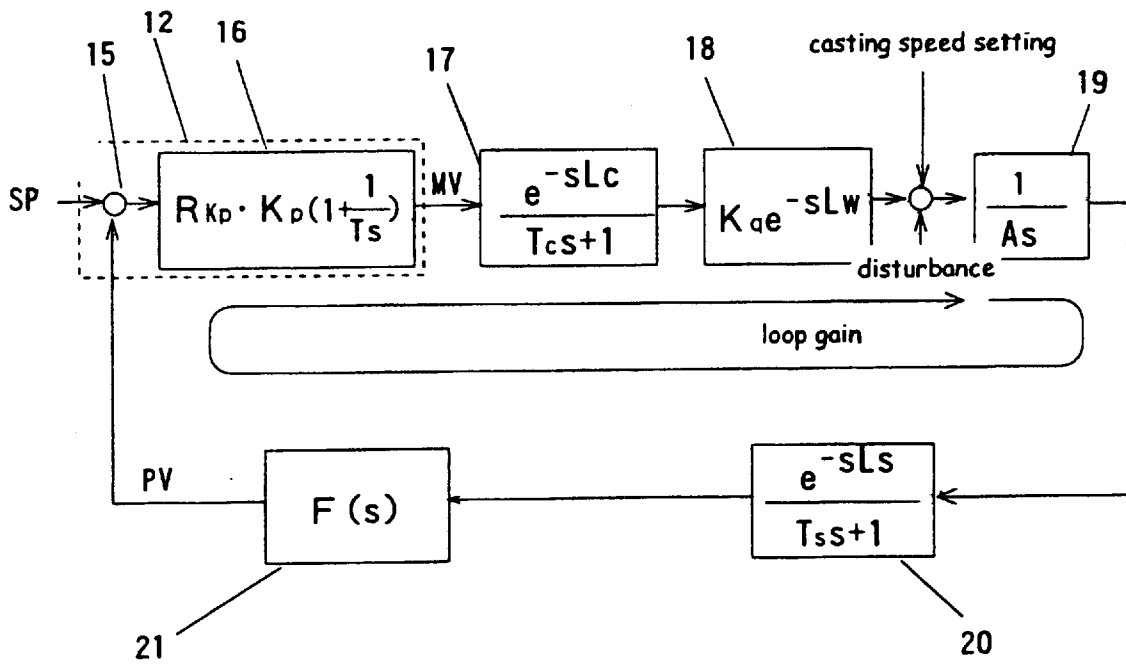 12
15
16
17
18
casting speed setting
19
SP
R Kp · Kp(1+1/Ts)
MV
e^-sLc
Tcs+1
Kqe^-sLw
1
As
disturbance
loop gain
PV
F(s)
e^-sLs
Tss+1
21
20